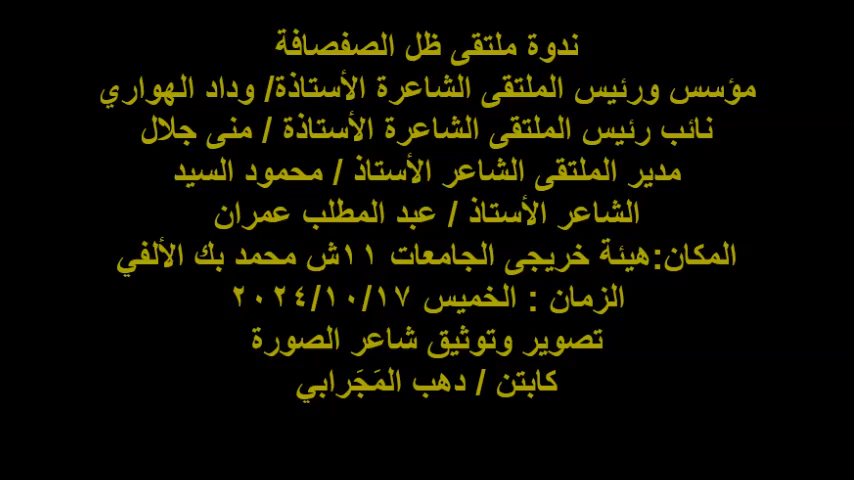 ندوة ملتقى ظل الصفصافة
مؤسس ورئيس الملتقى الشاعرة الأستاذة/ وداد الهواري
نائب رئيس الملتقى الشاعرة الأستاذة / منى جلال
مدير الملتقى الشاعر الأستاذ / محمود السيد
الشاعر الأستاذ / عبد المطلب عمران
المكان:هيئة خريجى الجامعات ١١ش محمد بك الألفي
الزمان : الخميس ٢٠٢٤/١٠/١٧
تصوير وتوثيق شاعر الصورة
كابتن / دهب المَجَرابي